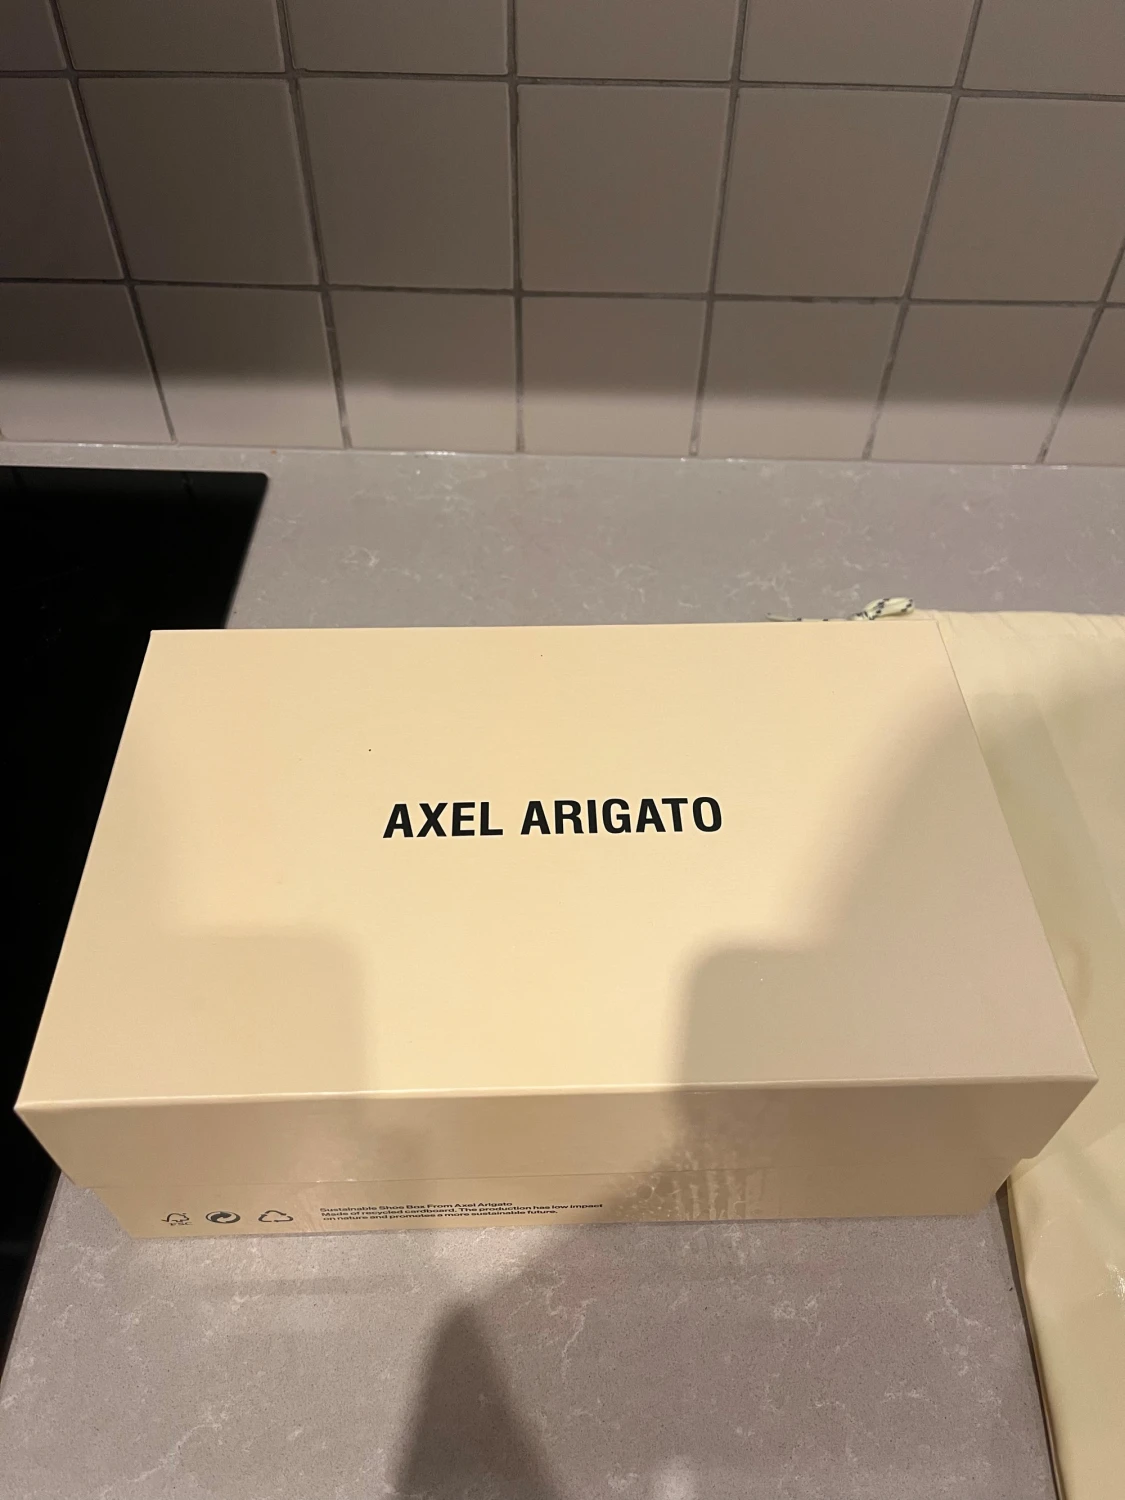 AXEL ARIGATO
FSC
Sustainable Shoe Box From Axel Arigato
Made of recycled cardboard. The production has low impact
on nature and promotes a more sustainable future.